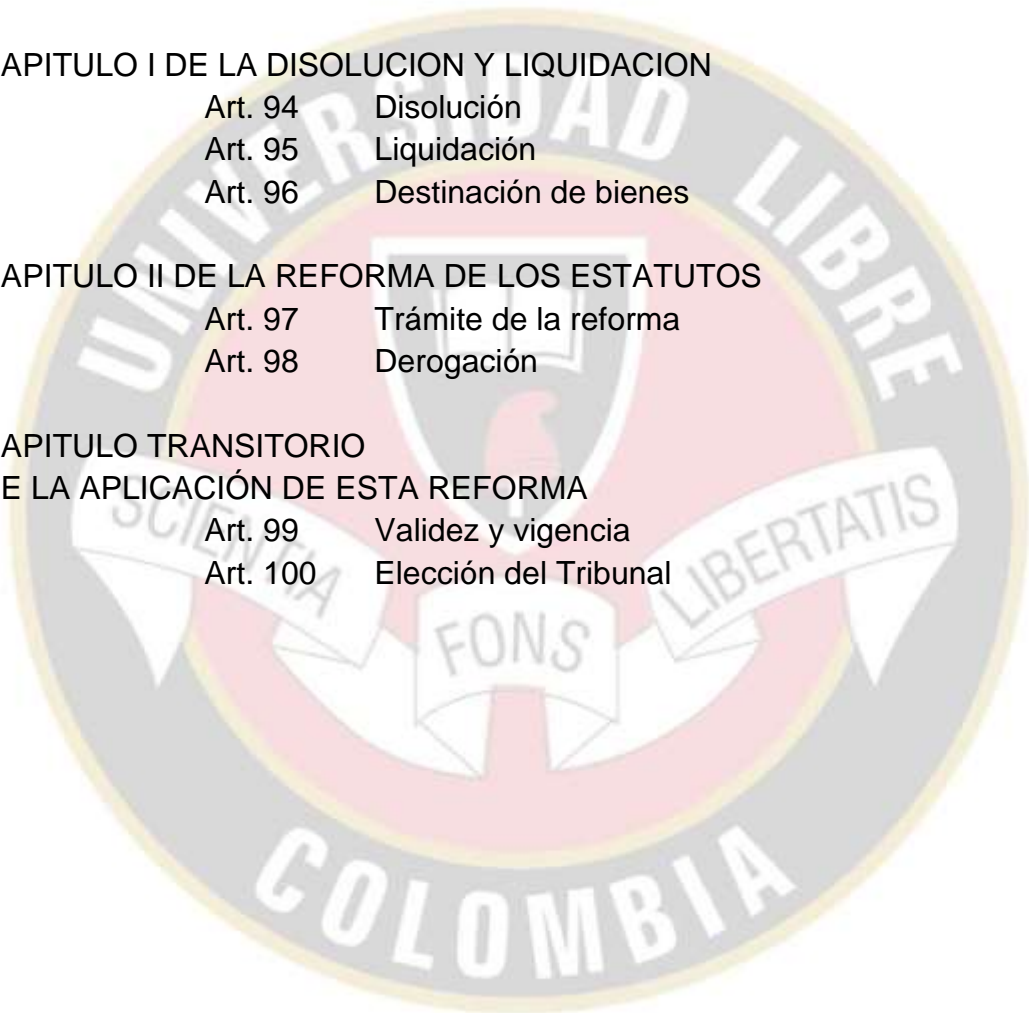 APITULO I DE LA DISOLUCION Y LIQUIDACION
Art. 94 Disolución
Art. 95 Liquidación
Art. 96 Destinación de bienes
APITULO II DE LA REFORMA DE LOS ESTATUTOS
Art. 97 Trámite de la reforma
Art. 98 Derogación
APITULO TRANSITORIO
E LA APLICACIÓN DE ESTA REFORMA
Art. 99 Validez y vigencia
Art. 100 Elección del Tribunal
UNIVERSIDAD LIBRE
SCIENTIA
FONS
LIBERTATIS
COLOMBIA